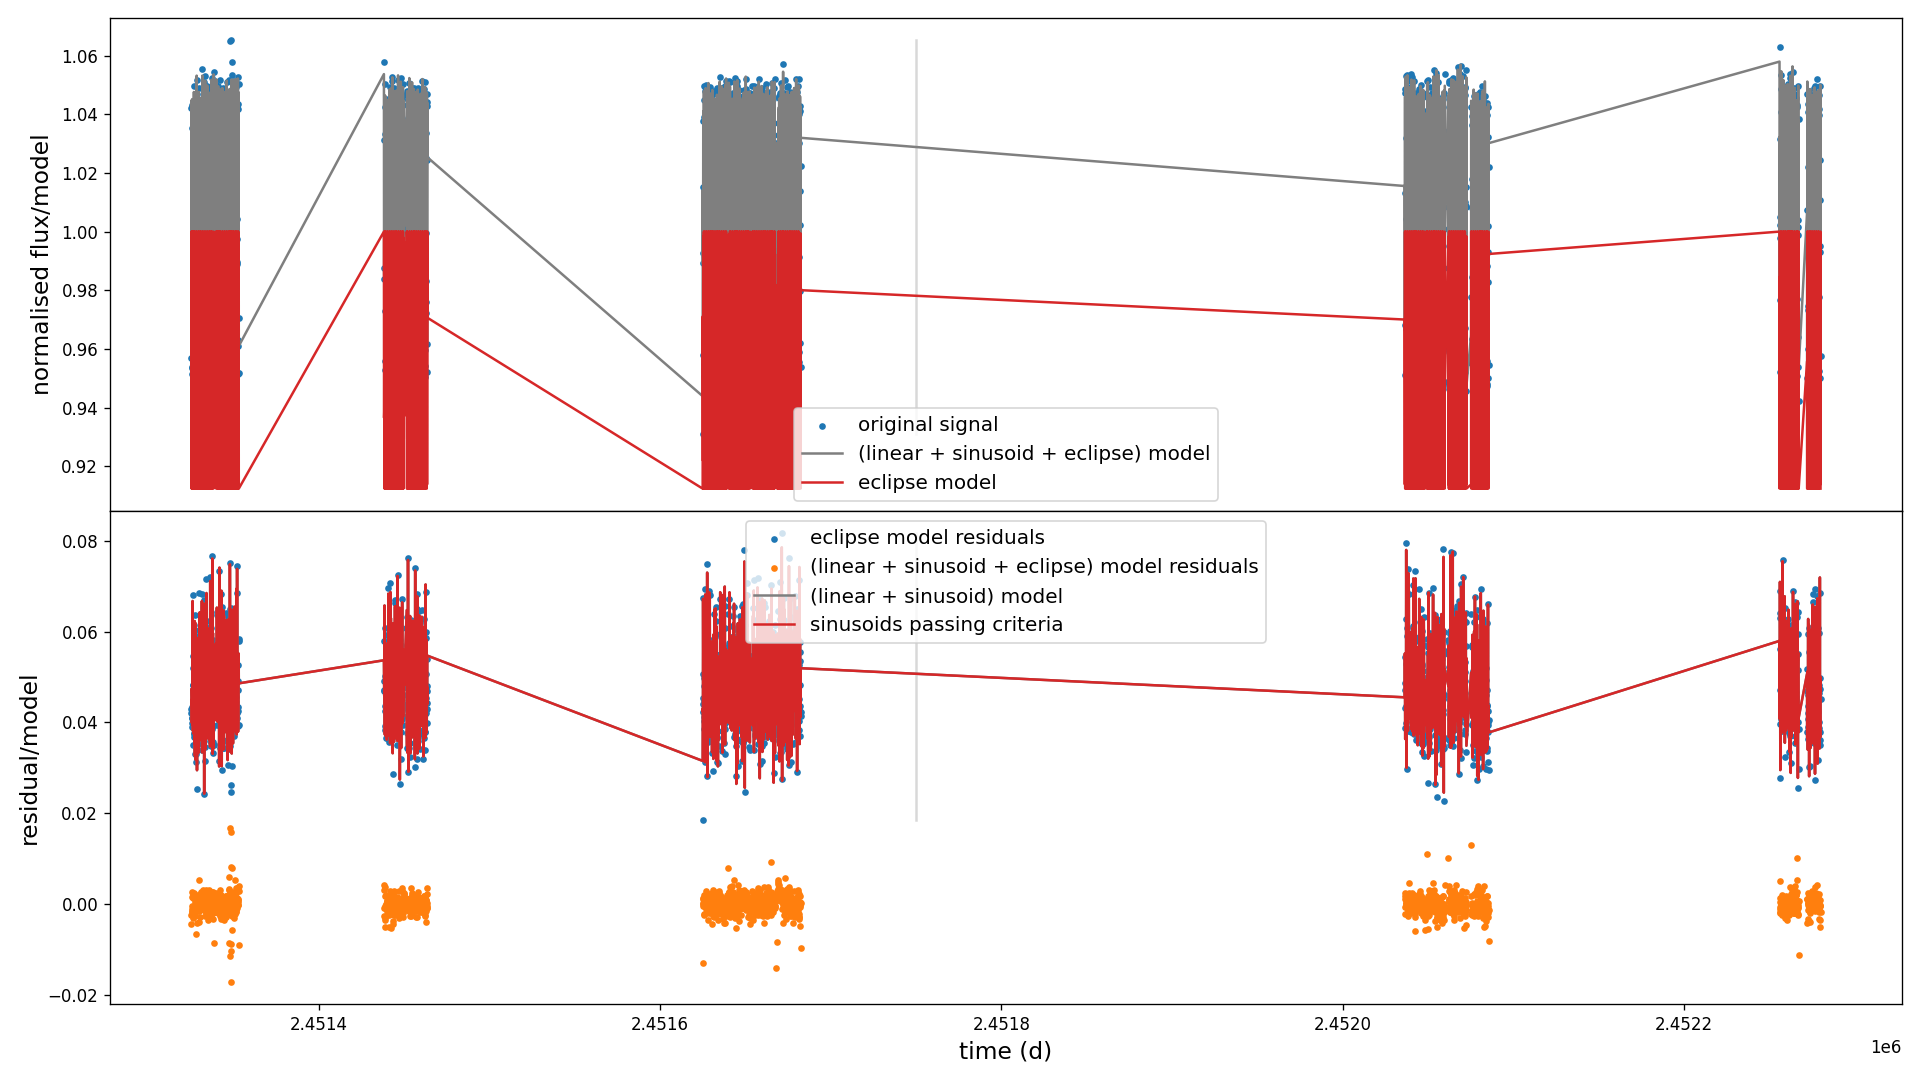 normalised flux/model
1.06
1.04
1.02
1.00
0.98
0.96
0.94
0.92
original signal
(linear + sinusoid + eclipse) model
eclipse model
residual/model
0.08
0.06
0.04
0.02
0.00
−0.02
eclipse model residuals
(linear + sinusoid + eclipse) model residuals
(linear + sinusoid) model
sinusoids passing criteria
2.4514 2.4516 2.4518 2.4520 2.4522
1e6
time (d)